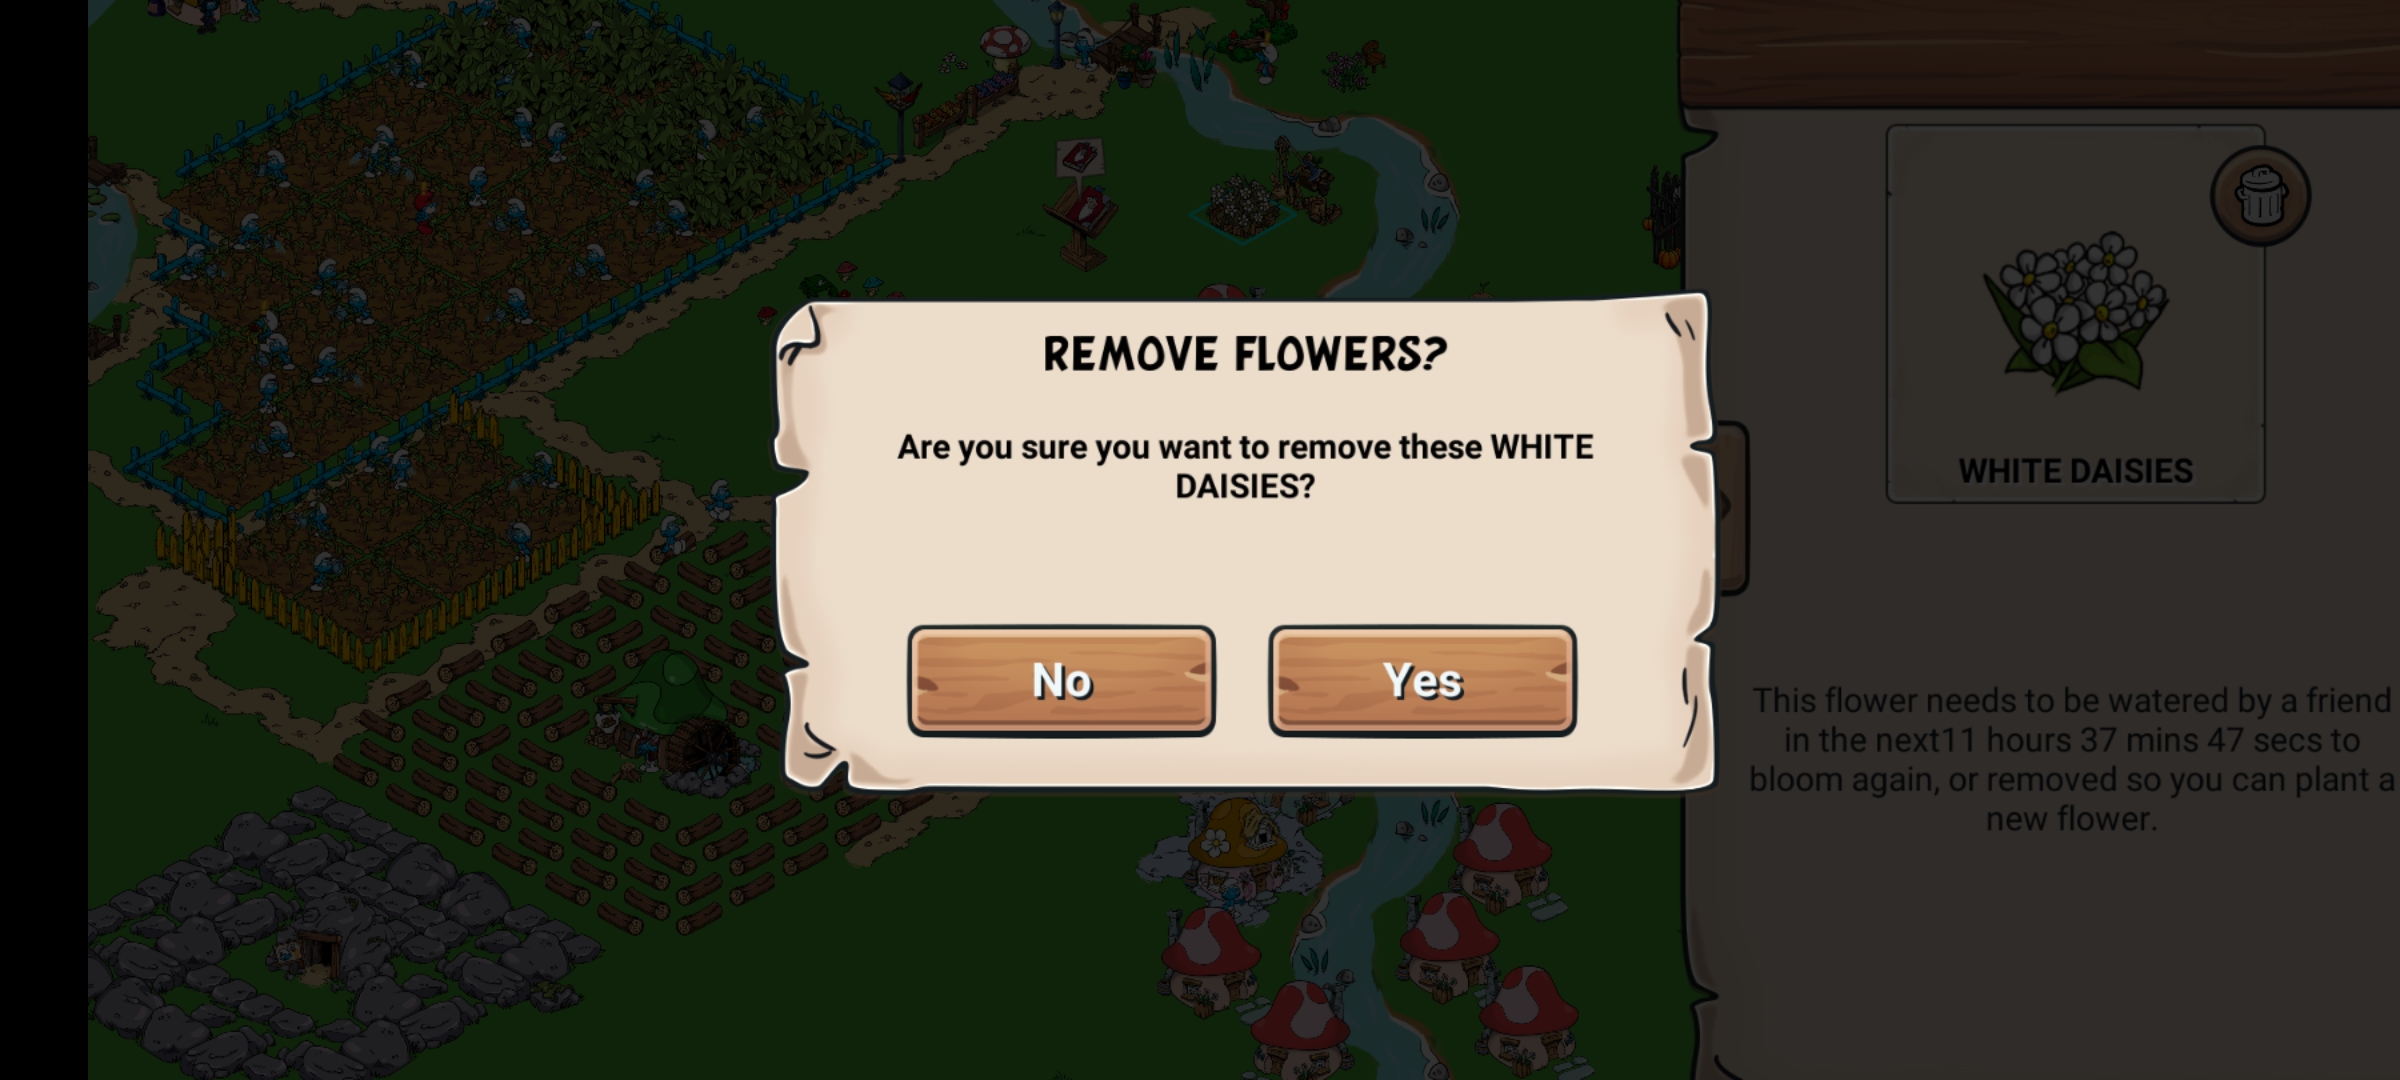 REMOVE FLOWERS?
Are you sure you want to remove these WHITE
DAISIES?
No
Yes
WHITE DAISIES
This flower needs to be watered by a friend
in the next11 hours 37 mins 47 secs to
bloom again, or removed so you can plant a
new flower.